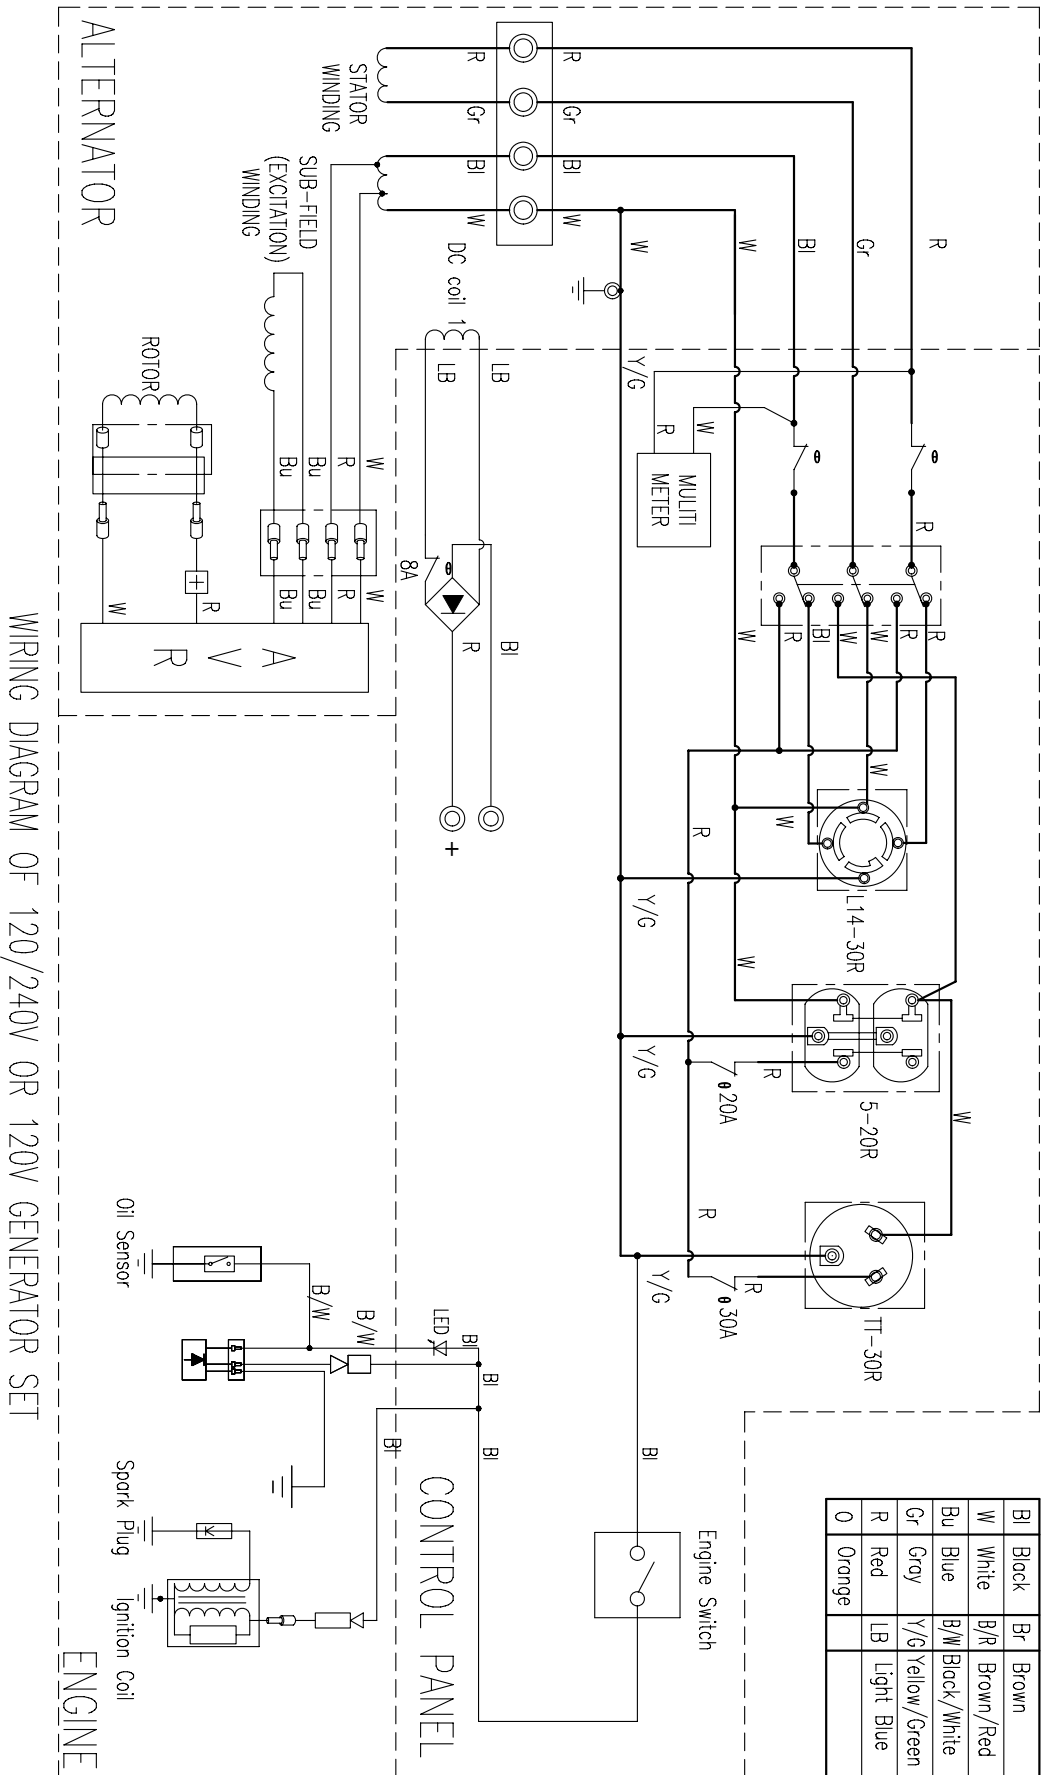 WIRING DIAGRAM OF 120/240V OR 120V GENERATOR SET
ALTERNATOR
STATOR
WINDING
R
Gr
Bl
W
R
Gr
Bl
W
R
Gr
Bl
W
W
SUB-FIELD
(EXCITATION)
WINDING
DC coil 1
LB
LB
ROTOR
Bu
Bu
R
W
Bu
Bu
R
W
W
R
A V R
8A
θ
R
Bl
+
Y/G
R
W
MULITI
METER
θ
θ
R
R
R
W
W
Bl
R
W
W
W
R
L14-30R
Y/G
W
5-20R
Y/G
R
θ 20A
W
TT-30R
R
R
θ 30A
Y/G
Bl
Engine Switch
CONTROL PANEL
LED
Bl
Bl
Bl
Bl
B/W
B/W
Oil Sensor
Spark Plug
Ignition Coil
ENGINE
Bl Black Br Brown
W White B/R Brown/Red
Bu Blue B/W Black/White
Gr Gray Y/G Yellow/Green
R Red LB Light Blue
O Orange